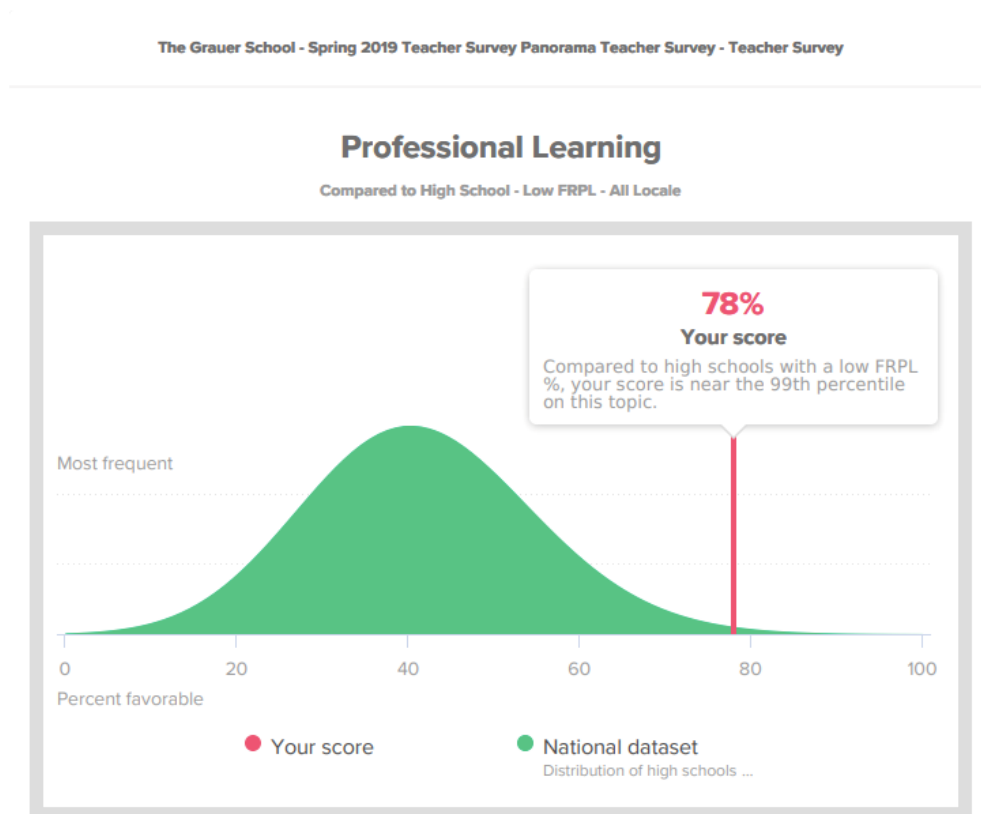 The Grauer School - Spring 2019 Teacher Survey Panorama Teacher Survey - Teacher Survey
Professional Learning
Compared to High School - Low FRPL - All Locale
78%
Your score
Compared to high schools with a low FRPL
%, your score is near the 99th percentile
on this topic.
Most frequent
0 20 40 60 80 100
Percent favorable
Your score
National dataset
Distribution of high schools ...